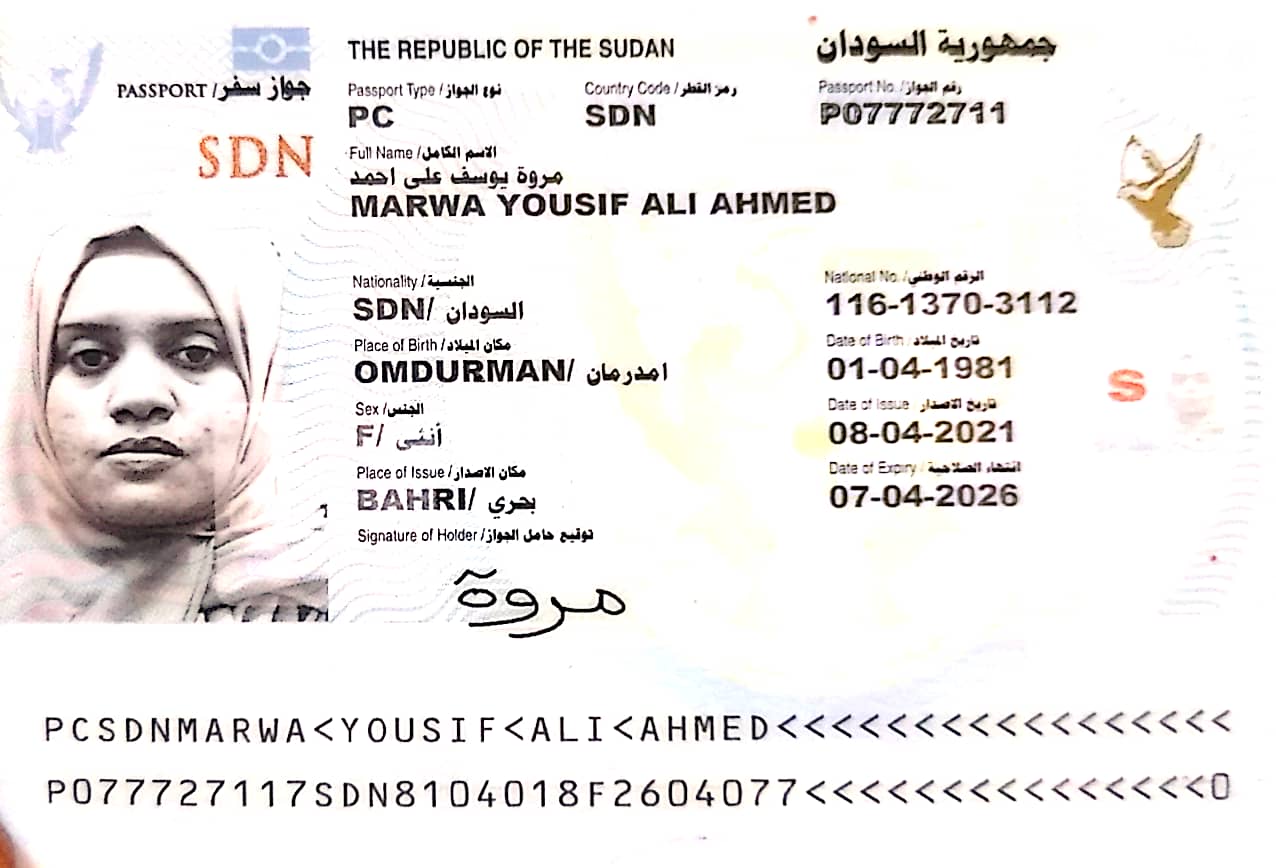 THE REPUBLIC OF THE SUDAN جمهورية السودان
PASSPORT / جواز سفر
Passport Type / نوع الجواز Country Code / رمز القطر Passport No. / رقم الجواز
PC SDN P07772711
SDN
Full Name / الاسم الكامل
مروة يوسف على احمد
MARWA YOUSIF ALI AHMED
Nationality / الجنسية National No. / الرقم الوطني
SDN/ السودان 116-1370-3112
Place of Birth / مكان الميلاد Date of Birth / تاريخ الميلاد
OMDURMAN/ امدرمان 01-04-1981
S
Sex / الجنس Date of Issue / تاريخ الاصدار
F/ أنثى 08-04-2021
Place of Issue / مكان الاصدار Date of Expiry / انتهاء الصلاحية
BAHRI/ بحري 07-04-2026
Signature of Holder / توقيع حامل الجواز
مروة
PCSDNMARWA<YOUSIF<ALI<AHMED<<<<<<<<<<<<<<<<<
P077727117SDN8104018F2604077<<<<<<<<<<<<<<<0